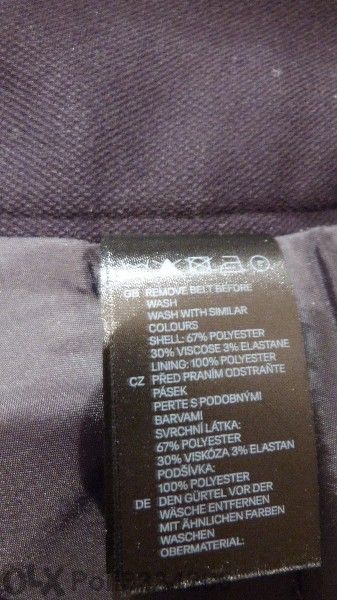 GB REMOVE BELT BEFORE
WASH
WASH WITH SIMILAR
COLOURS
SHELL: 67% POLYESTER
30% VISCOSE 3% ELASTANE
LINING: 100% POLYESTER
CZ PŘED PRANÍM ODSTRAŇTE
PÁSEK
PERTE S PODOBNÝMI
BARVAMI
SVRCHNÍ LÁTKA:
67% POLYESTER
30% VISKÓZA 3% ELASTAN
PODŠÍVKA:
100% POLYESTER
DE DEN GÜRTEL VOR DER
WÄSCHE ENTFERNEN
MIT ÄHNLICHEN FARBEN
WASCHEN
OBERMATERIAL:
OLX